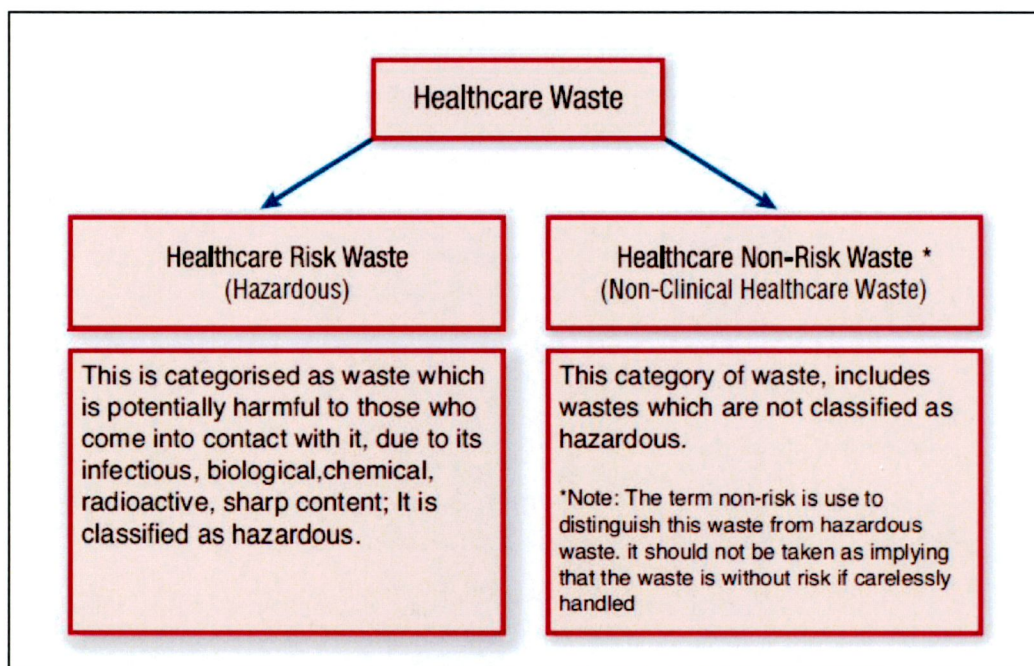 Healthcare Waste
Healthcare Risk Waste
(Hazardous)
Healthcare Non-Risk Waste *
(Non-Clinical Healthcare Waste)
This is categorised as waste which
is potentially harmful to those who
come into contact with it, due to its
infectious, biological,chemical,
radioactive, sharp content; It is
classified as hazardous.
This category of waste, includes
wastes which are not classified as
hazardous.
*Note: The term non-risk is use to
distinguish this waste from hazardous
waste. it should not be taken as implying
that the waste is without risk if carelessly
handled